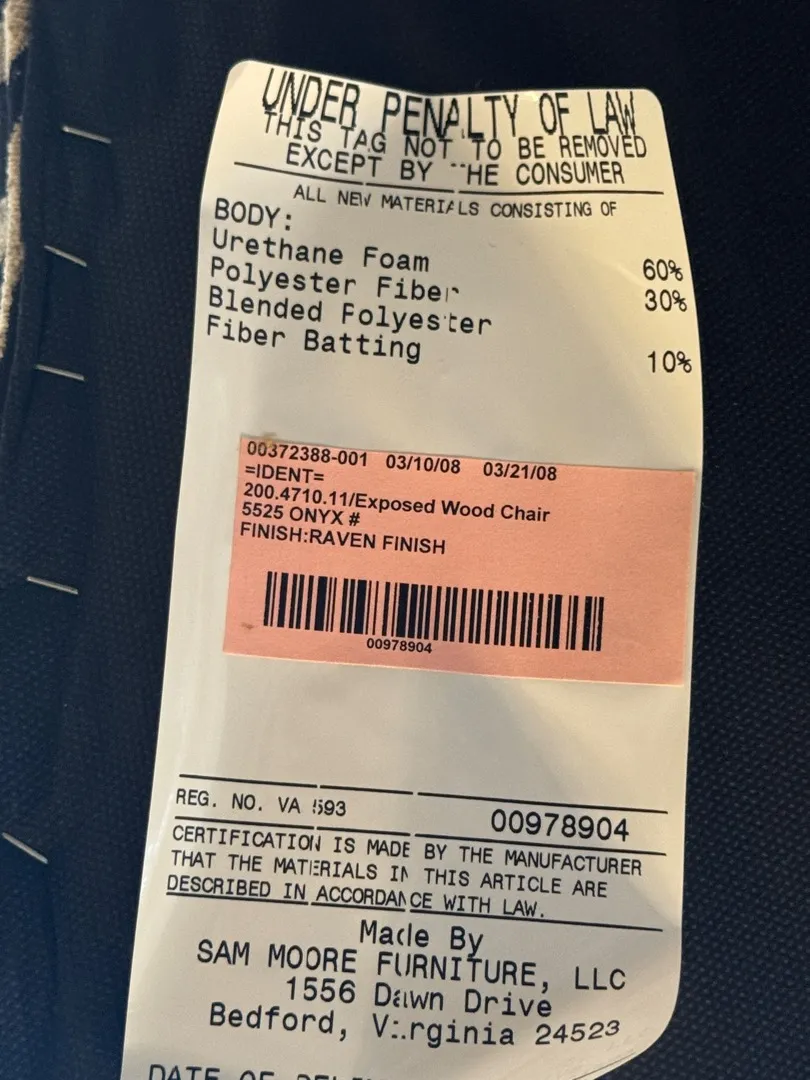 UNDER PENALTY OF LAW
THIS TAG NOT TO BE REMOVED
EXCEPT BY THE CONSUMER
ALL NEW MATERIALS CONSISTING OF
BODY:
Urethane Foam 60%
Polyester Fiber 30%
Blended Polyester
Fiber Batting 10%
00372388-001 03/10/08 03/21/08
=IDENT=
200.4710.11/Exposed Wood Chair
5525 ONYX #
FINISH:RAVEN FINISH
00978904
REG. NO. VA 593 00978904
CERTIFICATION IS MADE BY THE MANUFACTURER
THAT THE MATERIALS IN THIS ARTICLE ARE
DESCRIBED IN ACCORDANCE WITH LAW.
Made By
SAM MOORE FURNITURE, LLC
1556 Dawn Drive
Bedford, Virginia 24523
DATE OF